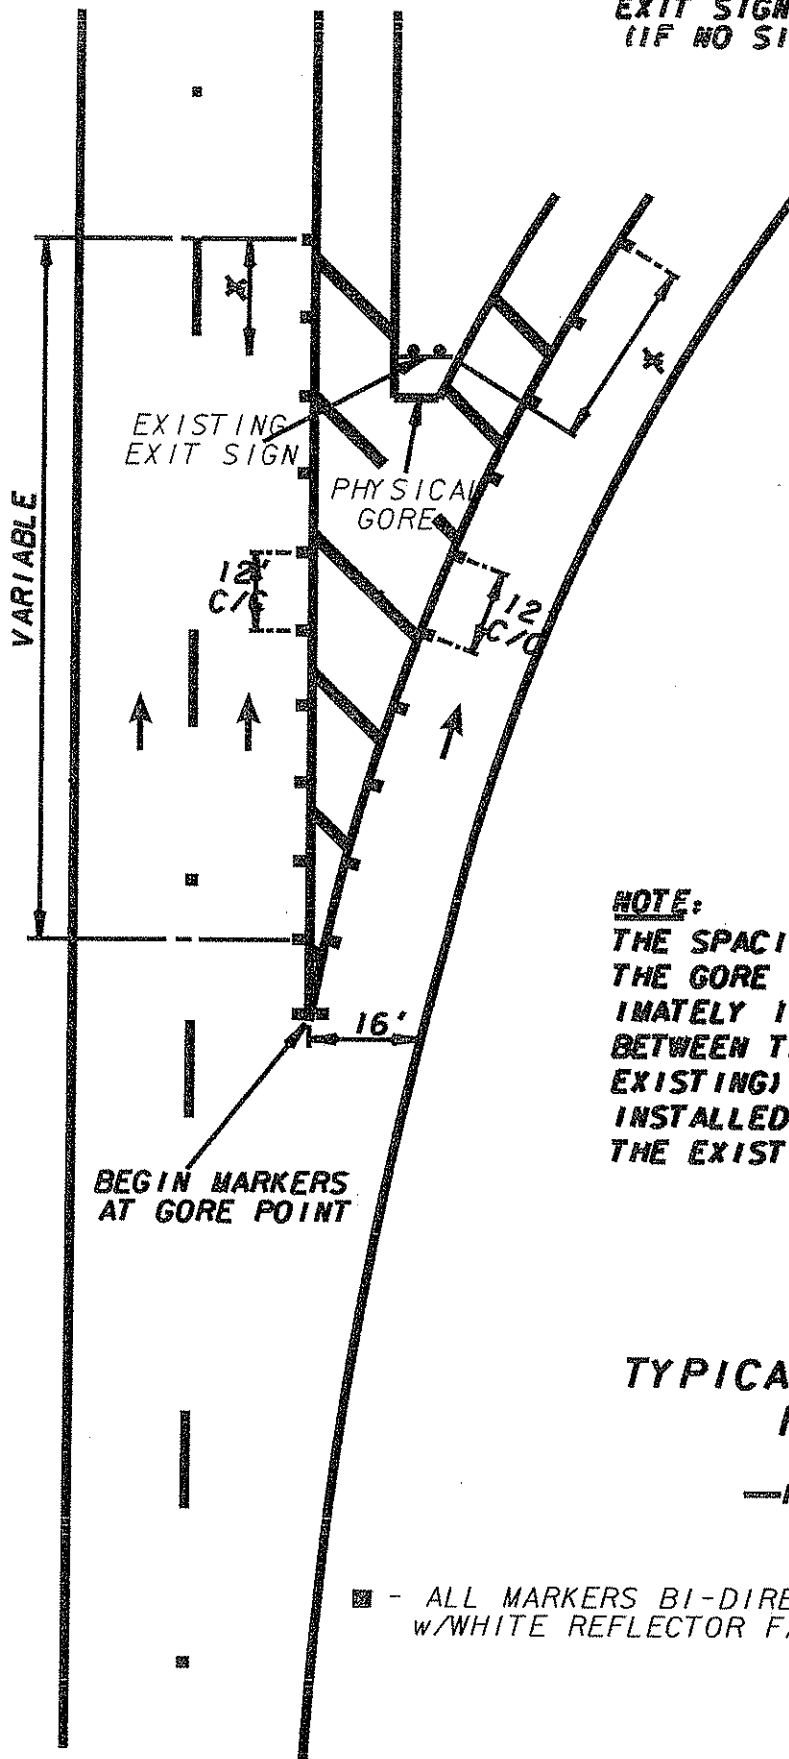 EXIT SIGN
(IF NO SI
EXISTING
EXIT SIGN
PHYSICAL
GORE
VARIABLE
X
X
12'
C/C
12
C/C
16'
NOTE:
THE SPACI
THE GORE
IMATELY I
BETWEEN T
EXISTING)
INSTALLED
THE EXIST
BEGIN MARKERS
AT GORE POINT
TYPICA
- ALL MARKERS BI-DIRE
w/WHITE REFLECTOR F